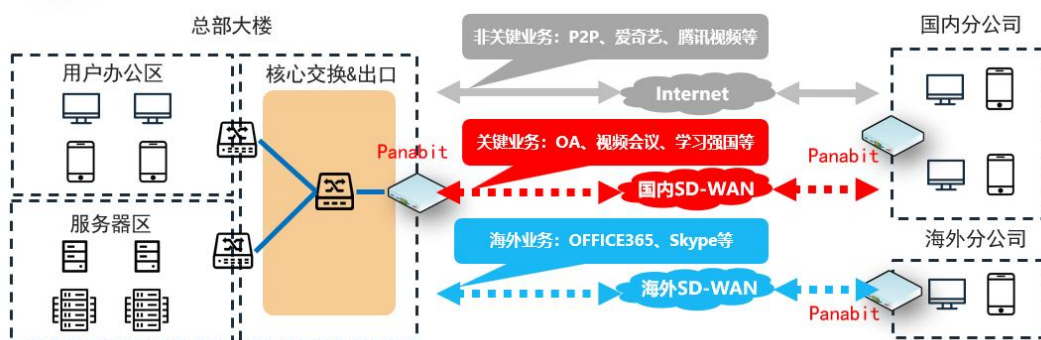 总部大楼
非关键业务：P2P、爱奇艺、腾讯视频等
国内分公司
用户办公区
核心交换&出口
Internet
Panabit
关键业务：OA、视频会议、学习强国等
Panabit
国内SD-WAN
服务器区
海外业务：OFFICE365、Skype等
海外分公司
海外SD-WAN
Panabit